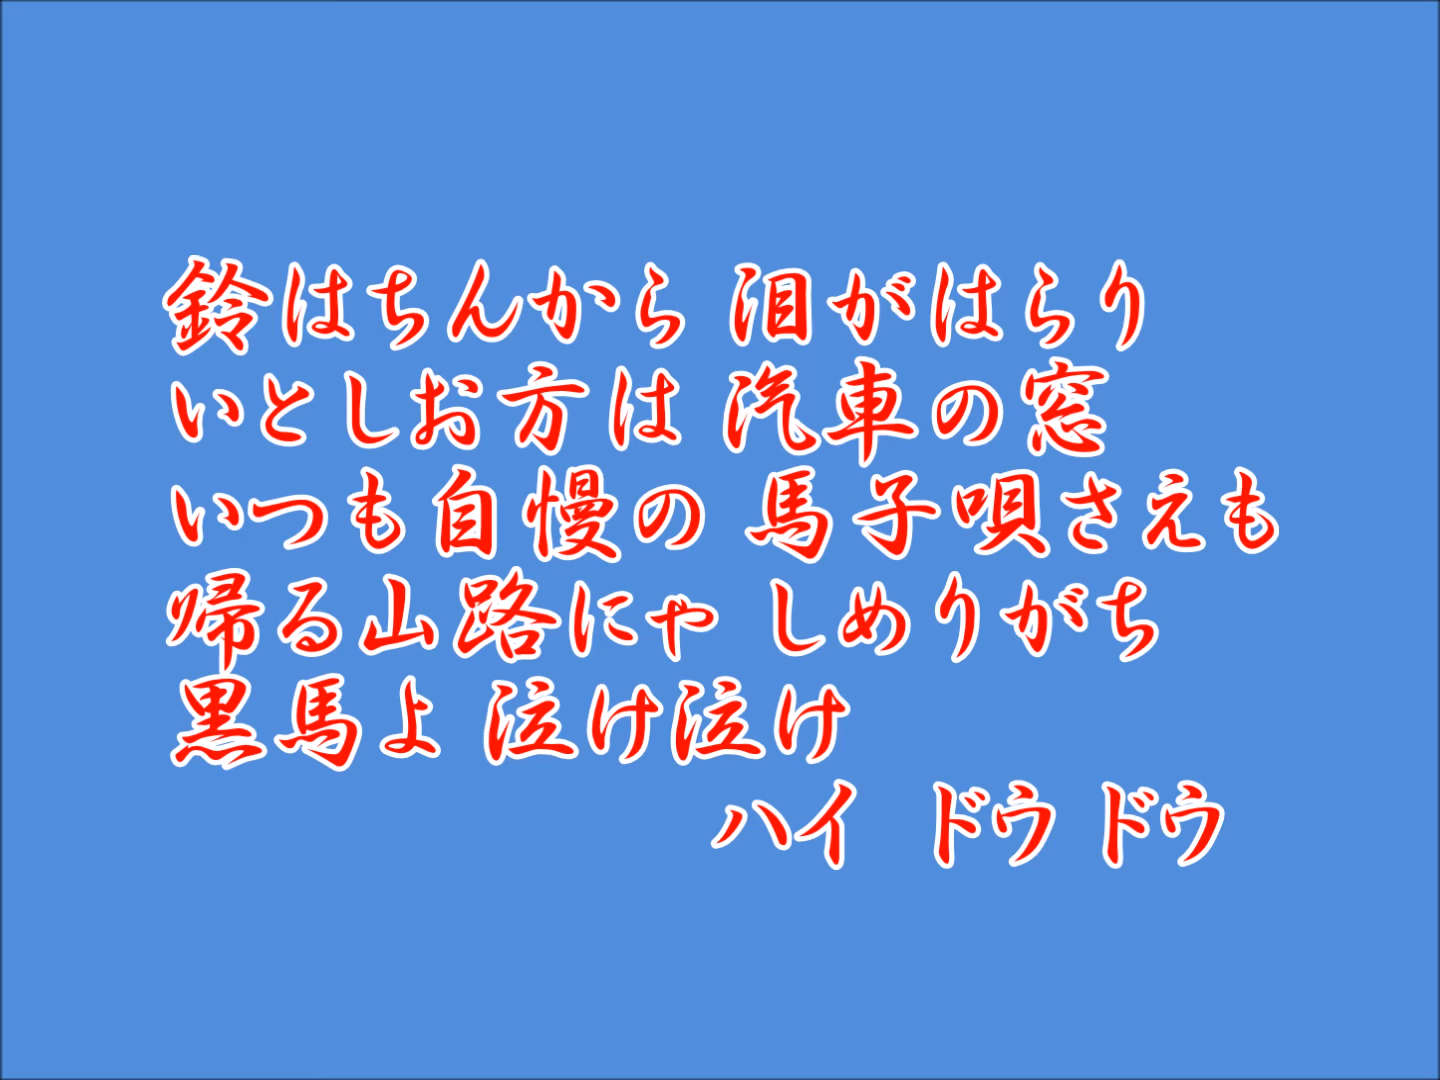 鈴はちんから 泪がはらり
いとしお方は 汽車の窓
いつも自慢の 馬子唄さえも
帰る山路にゃ しめりがち
黒馬よ 泣け泣け
ハイ ドウ ドウ